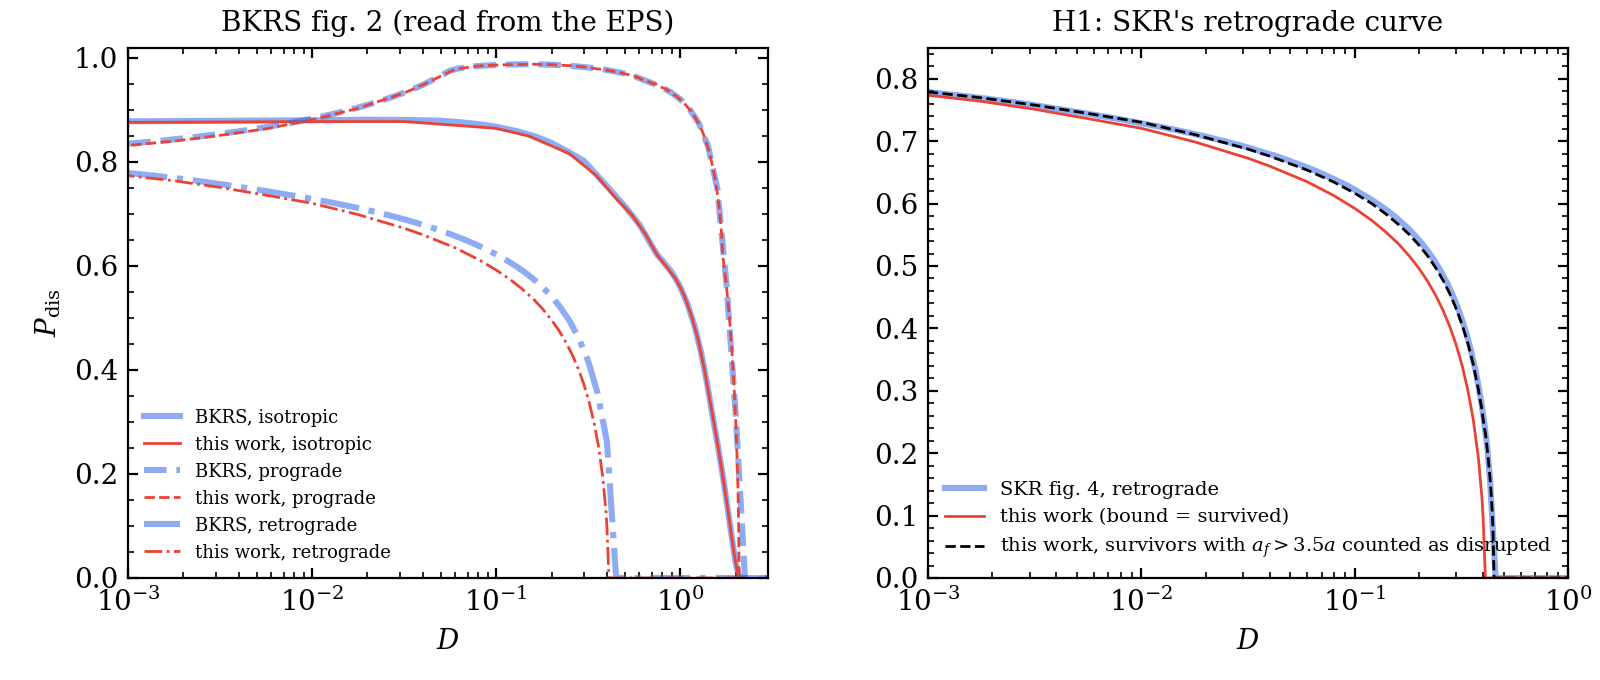 BKRS fig. 2 (read from the EPS)
1.0
0.8
0.6
0.4
0.2
0.0
P_dis
BKRS, isotropic
this work, isotropic
BKRS, prograde
this work, prograde
BKRS, retrograde
this work, retrograde
10^{-3}
10^{-2}
10^{-1}
10^{0}
D
H1: SKR's retrograde curve
0.8
0.7
0.6
0.5
0.4
0.3
0.2
0.1
0.0
SKR fig. 4, retrograde
this work (bound = survived)
this work, survivors with a_f > 3.5a counted as disrupted
10^{-3}
10^{-2}
10^{-1}
10^{0}
D